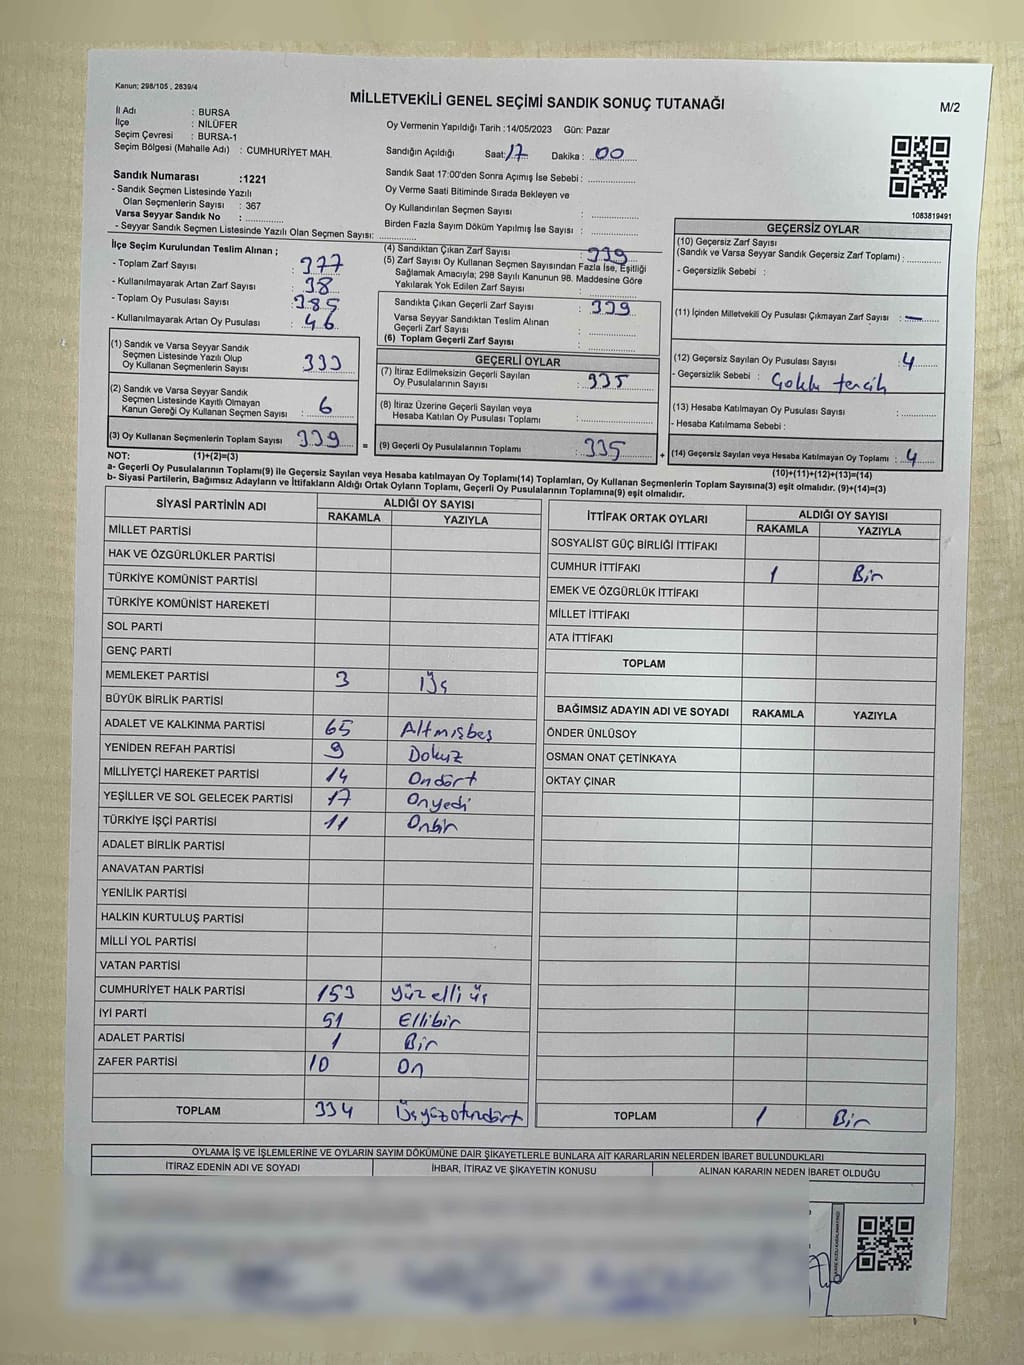 Kanun; 298/105 , 2839/4
MİLLETVEKİLİ GENEL SEÇİMİ SANDIK SONUÇ TUTANAĞI
M/2
İl Adı : BURSA
İlçe : NİLÜFER
Seçim Çevresi : BURSA-1
Seçim Bölgesi (Mahalle Adı) : CUMHURİYET MAH.
Sandık Numarası :1221
- Sandık Seçmen Listesinde Yazılı
Olan Seçmenlerin Sayısı : 367
Varsa Seyyar Sandık No :
- Seyyar Sandık Seçmen Listesinde Yazılı Olan Seçmen Sayısı:
Oy Vermenin Yapıldığı Tarih :14/05/2023 Gün: Pazar
Sandığın Açıldığı Saat: 17 Dakika : 00
Sandık Saat 17:00'den Sonra Açımış İse Sebebi :
Oy Verme Saati Bitiminde Sırada Bekleyen ve
Oy Kullandırılan Seçmen Sayısı :
Birden Fazla Sayım Döküm Yapılmış İse Sayısı :
1083819491
İlçe Seçim Kurulundan Teslim Alınan ;
- Toplam Zarf Sayısı : 377
- Kullanılmayarak Artan Zarf Sayısı : 38
- Toplam Oy Pusulası Sayısı : 385
- Kullanılmayarak Artan Oy Pusulası : 46
(1) Sandık ve Varsa Seyyar Sandık
Seçmen Listesinde Yazılı Olup
Oy Kullanan Seçmenlerin Sayısı : 333
(2) Sandık ve Varsa Seyyar Sandık
Seçmen Listesinde Kayıtlı Olmayan
Kanun Gereği Oy Kullanan Seçmen Sayısı : 6
(3) Oy Kullanan Seçmenlerin Toplam Sayısı : 339
(4) Sandıktan Çıkan Zarf Sayısı : 339
(5) Zarf Sayısı Oy Kullanan Seçmen Sayısından Fazla İse, Eşitliği
Sağlamak Amacıyla; 298 Sayılı Kanunun 98. Maddesine Göre
Yakılarak Yok Edilen Zarf Sayısı :
Sandıkta Çıkan Geçerli Zarf Sayısı : 339
Varsa Seyyar Sandıktan Teslim Alınan
Geçerli Zarf Sayısı :
(6) Toplam Geçerli Zarf Sayısı :
GEÇERLİ OYLAR
(7) İtiraz Edilmeksizin Geçerli Sayılan
Oy Pusulalarının Sayısı : 335
(8) İtiraz Üzerine Geçerli Sayılan veya
Hesaba Katılan Oy Pusulası Toplamı :
= (9) Geçerli Oy Pusulalarının Toplamı : 335
GEÇERSİZ OYLAR
(10) Geçersiz Zarf Sayısı
(Sandık ve Varsa Seyyar Sandık Geçersiz Zarf Toplamı) :
- Geçersizlik Sebebi :
(11) İçinden Milletvekili Oy Pusulası Çıkmayan Zarf Sayısı : —
(12) Geçersiz Sayılan Oy Pusulası Sayısı : 4
- Geçersizlik Sebebi : Çoklu tercih
(13) Hesaba Katılmayan Oy Pusulası Sayısı :
- Hesaba Katılmama Sebebi :
+ (14) Geçersiz Sayılan veya Hesaba Katılmayan Oy Toplamı : 4
NOT: (1)+(2)=(3)
(10)+(11)+(12)+(13)=(14)
a- Geçerli Oy Pusulalarının Toplamı(9) ile Geçersiz Sayılan veya Hesaba katılmayan Oy Toplamı(14) Toplamları, Oy Kullanan Seçmenlerin Toplam Sayısına(3) eşit olmalıdır. (9)+(14)=(3)
b- Siyasi Partilerin, Bağımsız Adayların ve İttifakların Aldığı Ortak Oyların Toplamı, Geçerli Oy Pusulalarının Toplamına(9) eşit olmalıdır.
SİYASİ PARTİNİN ADI ALDIĞI OY SAYISI
RAKAMLA YAZIYLA
MİLLET PARTİSİ
HAK VE ÖZGÜRLÜKLER PARTİSİ
TÜRKİYE KOMÜNİST PARTİSİ
TÜRKİYE KOMÜNİST HAREKETİ
SOL PARTİ
GENÇ PARTİ
MEMLEKET PARTİSİ 3 üç
BÜYÜK BİRLİK PARTİSİ
ADALET VE KALKINMA PARTİSİ 65 Altmışbeş
YENİDEN REFAH PARTİSİ 9 Dokuz
MİLLİYETÇİ HAREKET PARTİSİ 14 Ondört
YEŞİLLER VE SOL GELECEK PARTİSİ 17 Onyedi
TÜRKİYE İŞÇİ PARTİSİ 11 Onbir
ADALET BİRLİK PARTİSİ
ANAVATAN PARTİSİ
YENİLİK PARTİSİ
HALKIN KURTULUŞ PARTİSİ
MİLLİ YOL PARTİSİ
VATAN PARTİSİ
CUMHURİYET HALK PARTİSİ 153 yüz elli üç
İYİ PARTİ 51 Ellibir
ADALET PARTİSİ 1 Bir
ZAFER PARTİSİ 10 On
TOPLAM 334 Üçyüzotuzdört
İTTİFAK ORTAK OYLARI ALDIĞI OY SAYISI
RAKAMLA YAZIYLA
SOSYALİST GÜÇ BİRLİĞİ İTTİFAKI
CUMHUR İTTİFAKI 1 Bir
EMEK VE ÖZGÜRLÜK İTTİFAKI
MİLLET İTTİFAKI
ATA İTTİFAKI
TOPLAM
BAĞIMSIZ ADAYIN ADI VE SOYADI RAKAMLA YAZIYLA
ÖNDER ÜNLÜSOY
OSMAN ONAT ÇETİNKAYA
OKTAY ÇINAR
TOPLAM 1 Bir
OYLAMA İŞ VE İŞLEMLERİNE VE OYLARIN SAYIM DÖKÜMÜNE DAİR ŞİKAYETLERLE BUNLARA AİT KARARLARIN NELERDEN İBARET BULUNDUKLARI
İTİRAZ EDENİN ADI VE SOYADI İHBAR, İTİRAZ VE ŞİKAYETİN KONUSU ALINAN KARARIN NEDEN İBARET OLDUĞU